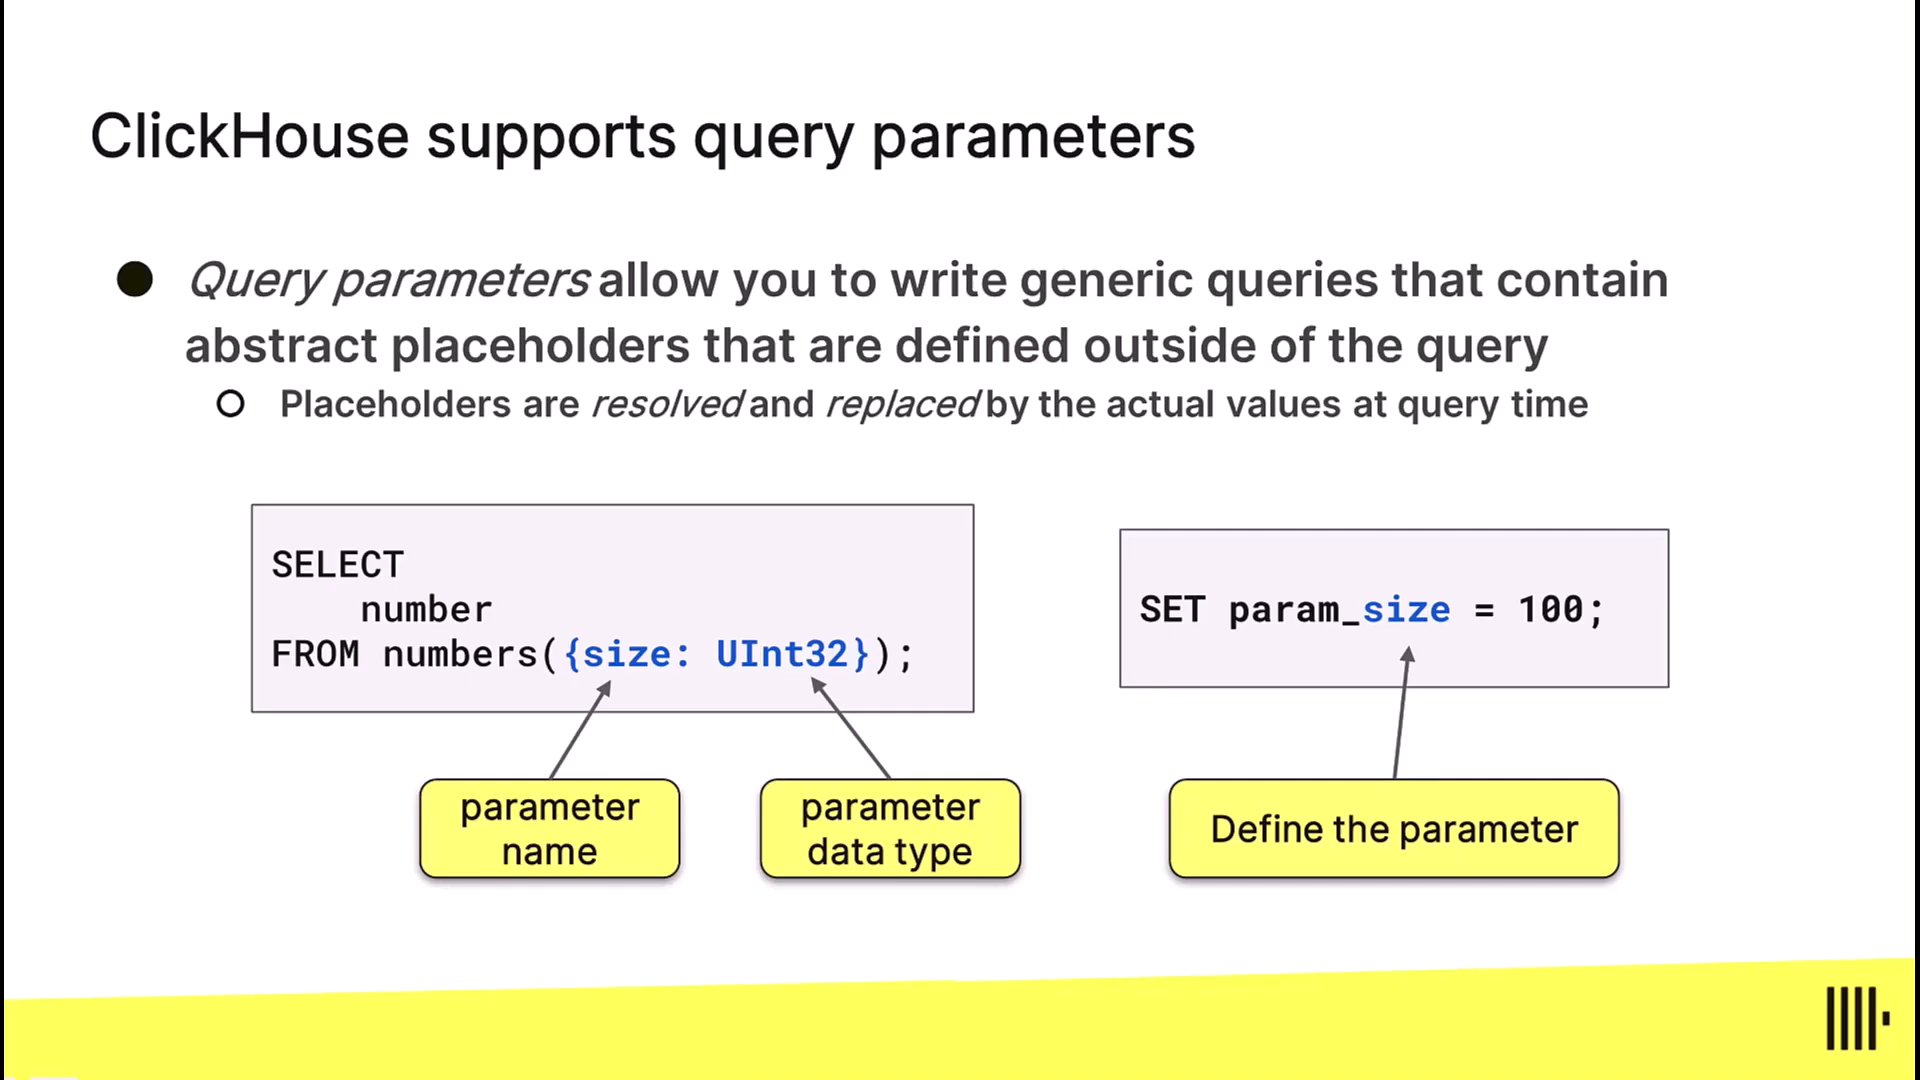 ClickHouse supports query parameters
Query parameters allow you to write generic queries that contain
abstract placeholders that are defined outside of the query
Placeholders are resolved and replaced by the actual values at query time
SELECT
    number
FROM numbers({size: UInt32});
SET param_size = 100;
parameter
name
parameter
data type
Define the parameter